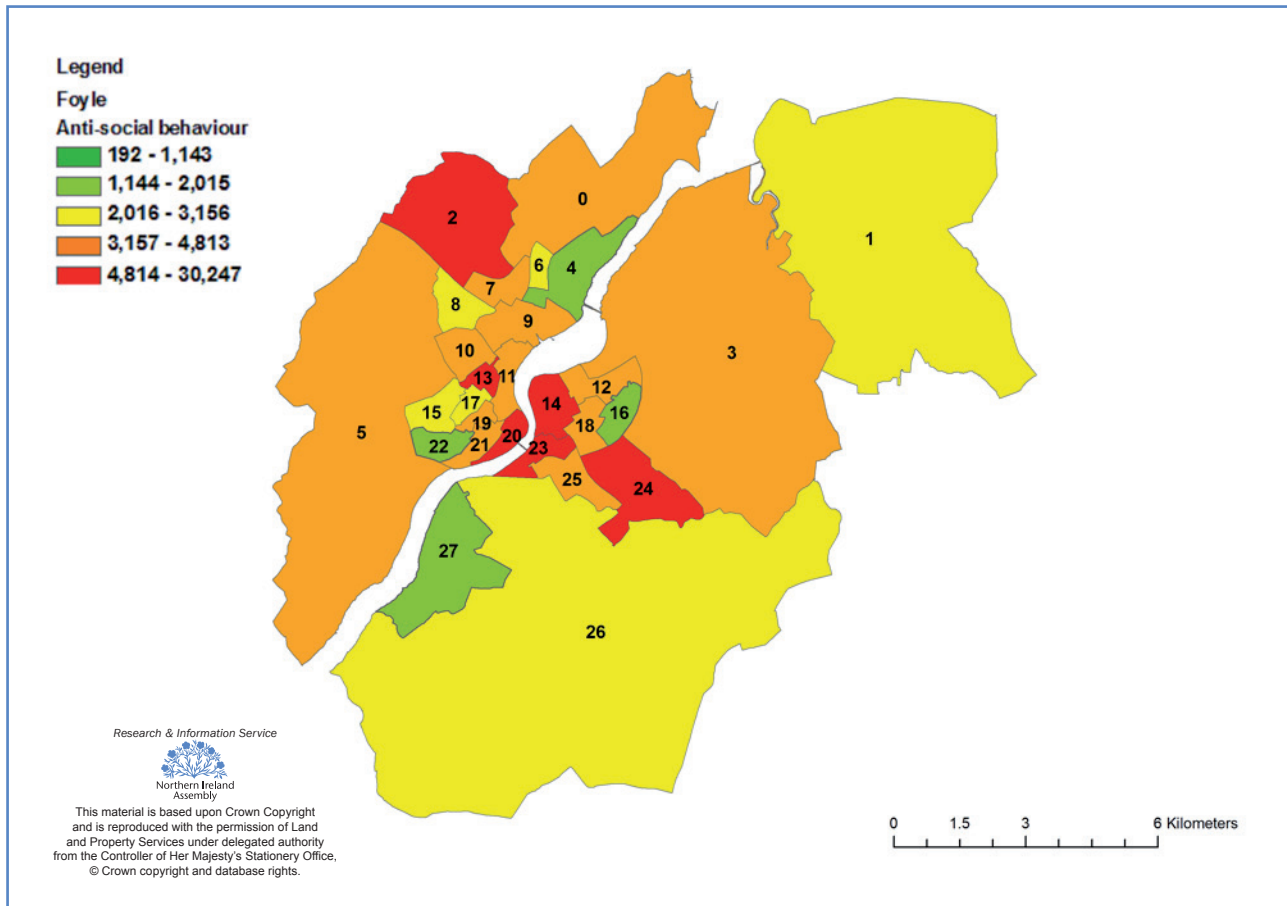 Legend
Foyle
Anti-social behaviour
192 - 1,143
1,144 - 2,015
2,016 - 3,156
3,157 - 4,813
4,814 - 30,247
0
1
2
3
4
5
6
7
8
9
10
11
12
13
14
15
16
17
18
19
20
21
22
23
24
25
26
27
Research & Information Service
Northern Ireland
Assembly
This material is based upon Crown Copyright
and is reproduced with the permission of Land
and Property Services under delegated authority
from the Controller of Her Majesty's Stationery Office,
© Crown copyright and database rights.
0 1.5 3 6 Kilometers